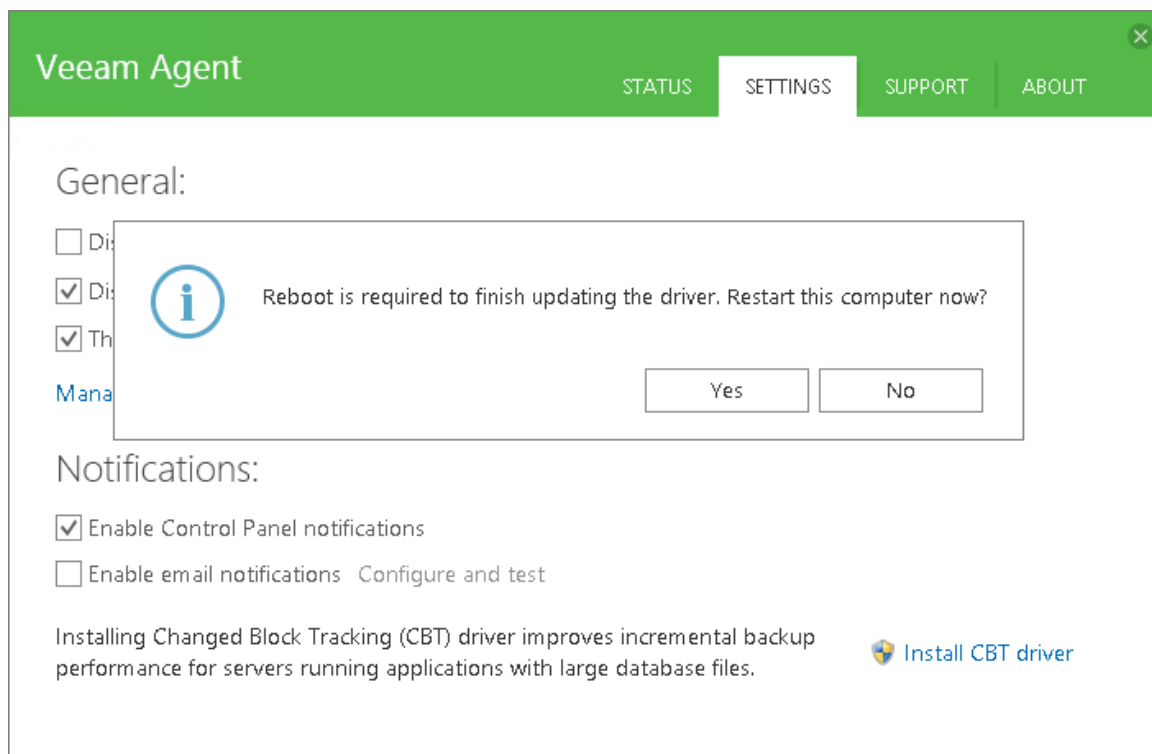 Veeam Agent
STATUS
SETTINGS
SUPPORT
ABOUT
General:
Reboot is required to finish updating the driver. Restart this computer now?
Yes
No
Notifications:
Enable Control Panel notifications
Enable email notifications Configure and test
Installing Changed Block Tracking (CBT) driver improves incremental backup
performance for servers running applications with large database files.
Install CBT driver